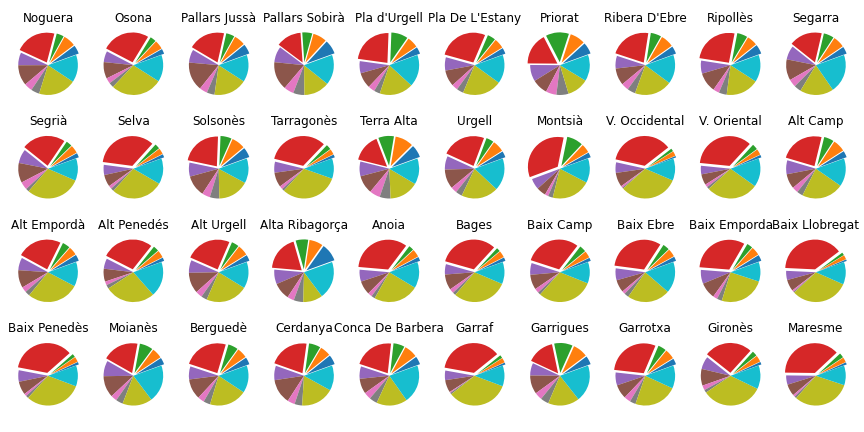 Noguera Osona Pallars Jussà Pallars Sobirà Pla d'Urgell Pla De L'Estany Priorat Ribera D'Ebre Ripollès Segarra
Segrià Selva Solsonès Tarragonès Terra Alta Urgell Montsià V. Occidental V. Oriental Alt Camp
Alt Empordà Alt Penedés Alt Urgell Alta Ribagorça Anoia Bages Baix Camp Baix Ebre Baix Emporda Baix Llobregat
Baix Penedès Moianès Berguedè Cerdanya Conca De Barbera Garraf Garrigues Garrotxa Gironès Maresme